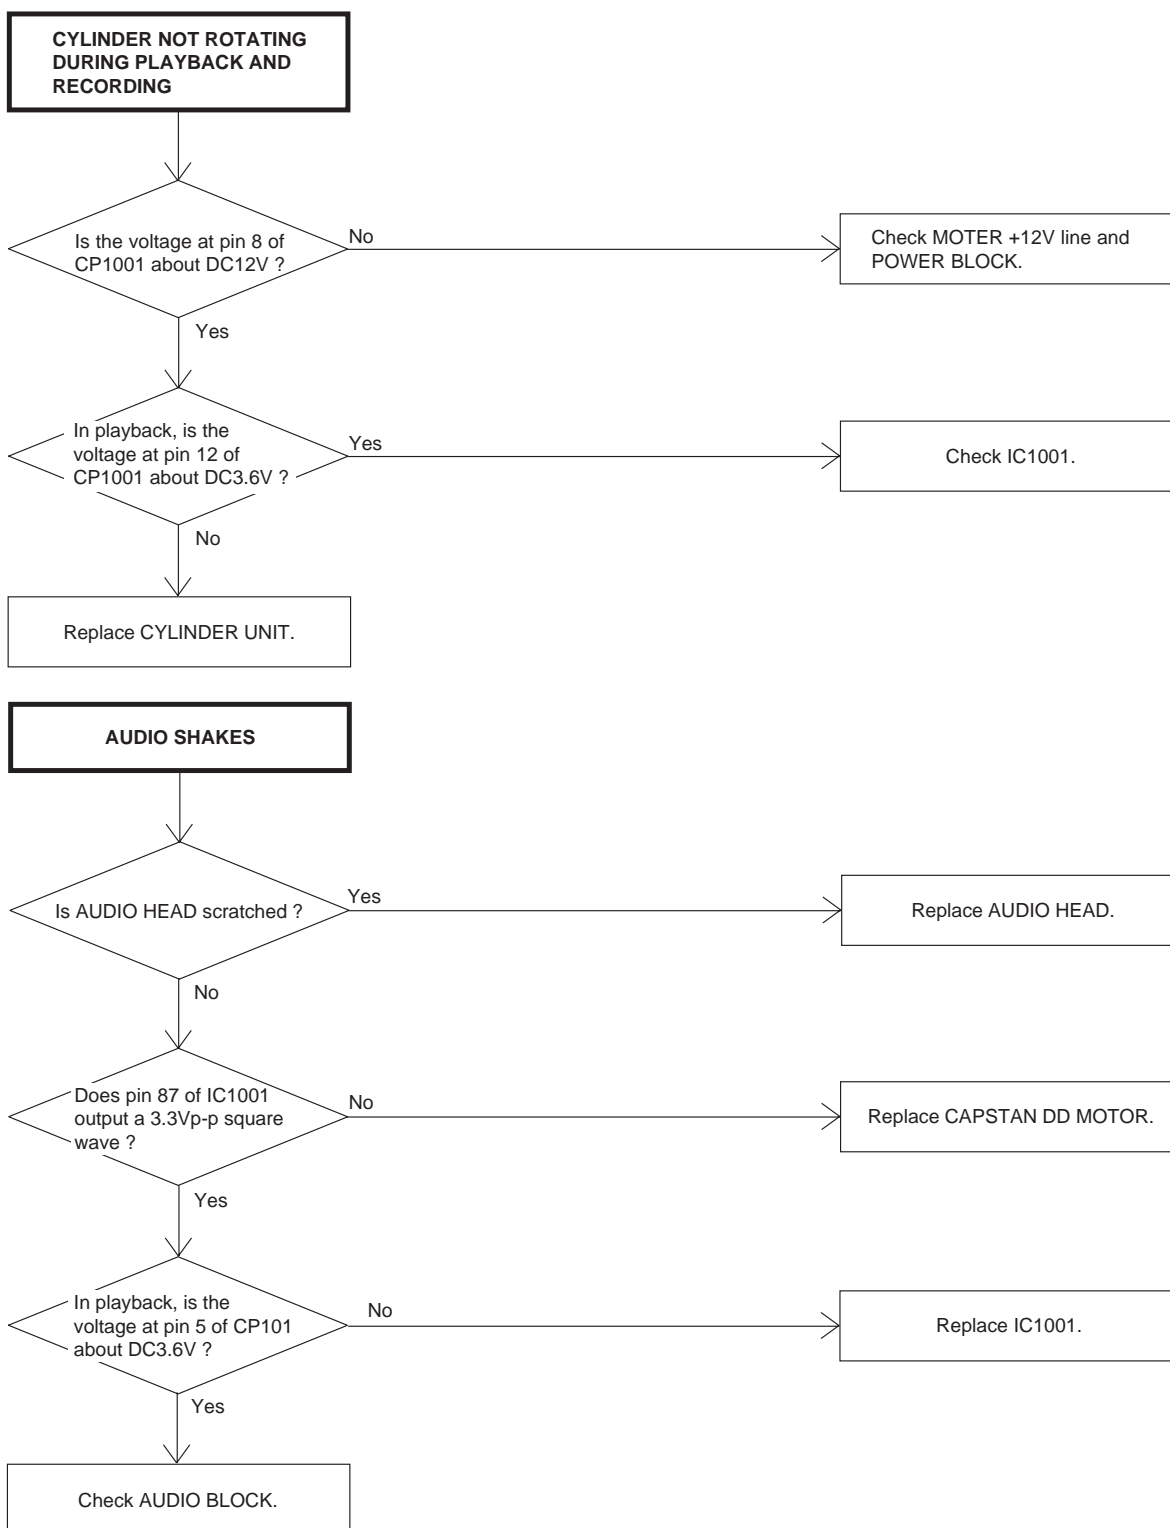 CYLINDER NOT ROTATING
DURING PLAYBACK AND
RECORDING
Is the voltage at pin 8 of
CP1001 about DC12V ?
No
Check MOTER +12V line and
POWER BLOCK.
Yes
In playback, is the
voltage at pin 12 of
CP1001 about DC3.6V ?
Yes
Check IC1001.
No
Replace CYLINDER UNIT.
AUDIO SHAKES
Is AUDIO HEAD scratched ?
Yes
Replace AUDIO HEAD.
No
Does pin 87 of IC1001
output a 3.3Vp-p square
wave ?
No
Replace CAPSTAN DD MOTOR.
Yes
In playback, is the
voltage at pin 5 of CP101
about DC3.6V ?
No
Replace IC1001.
Yes
Check AUDIO BLOCK.